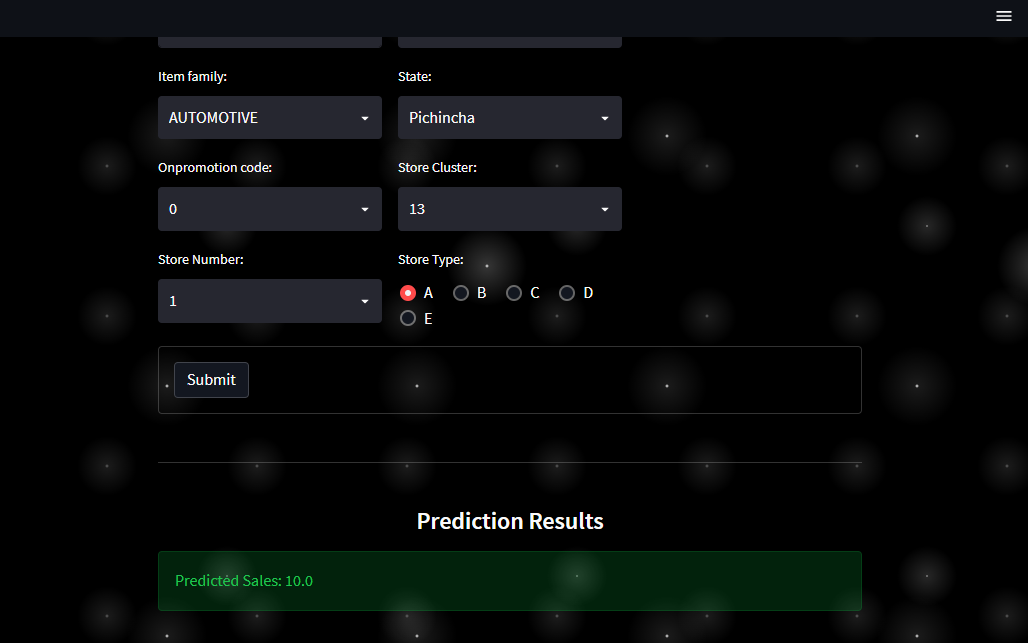 Item family: State:
AUTOMOTIVE Pichincha
Onpromotion code: Store Cluster:
0 13
Store Number: Store Type:
1 A B C D
E
Submit
Prediction Results
Predicted Sales: 10.0